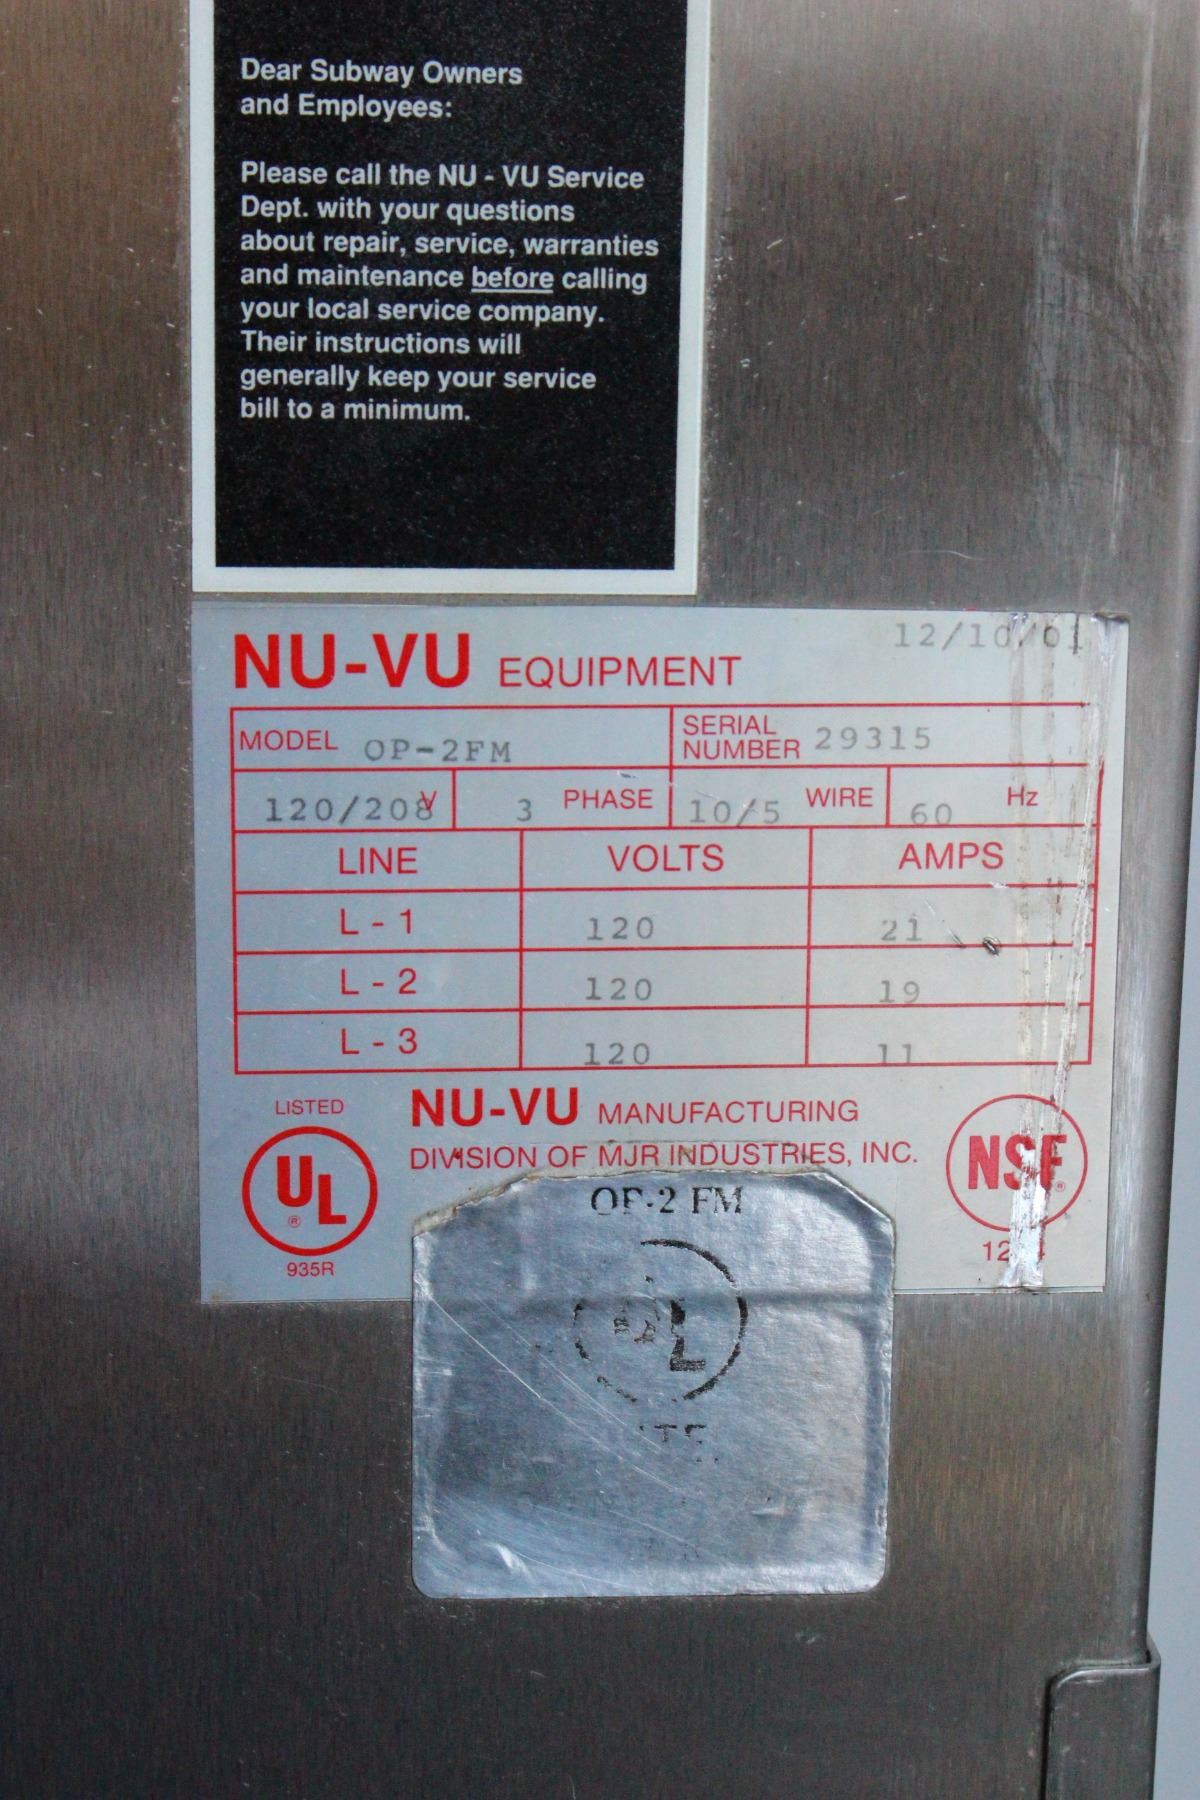 Dear Subway Owners
and Employees:
Please call the NU - VU Service
Dept. with your questions
about repair, service, warranties
and maintenance before calling
your local service company.
Their instructions will
generally keep your service
bill to a minimum.
12/10/01
NU-VU EQUIPMENT
MODEL OP-2FM SERIAL NUMBER 29315
120/208 V 3 PHASE 10/5 WIRE 60 Hz
LINE VOLTS AMPS
L - 1 120 21
L - 2 120 19
L - 3 120 11
LISTED
UL ®
935R
NU-VU MANUFACTURING
DIVISION OF MJR INDUSTRIES, INC.
NSF ®
OP-2 FM
UL